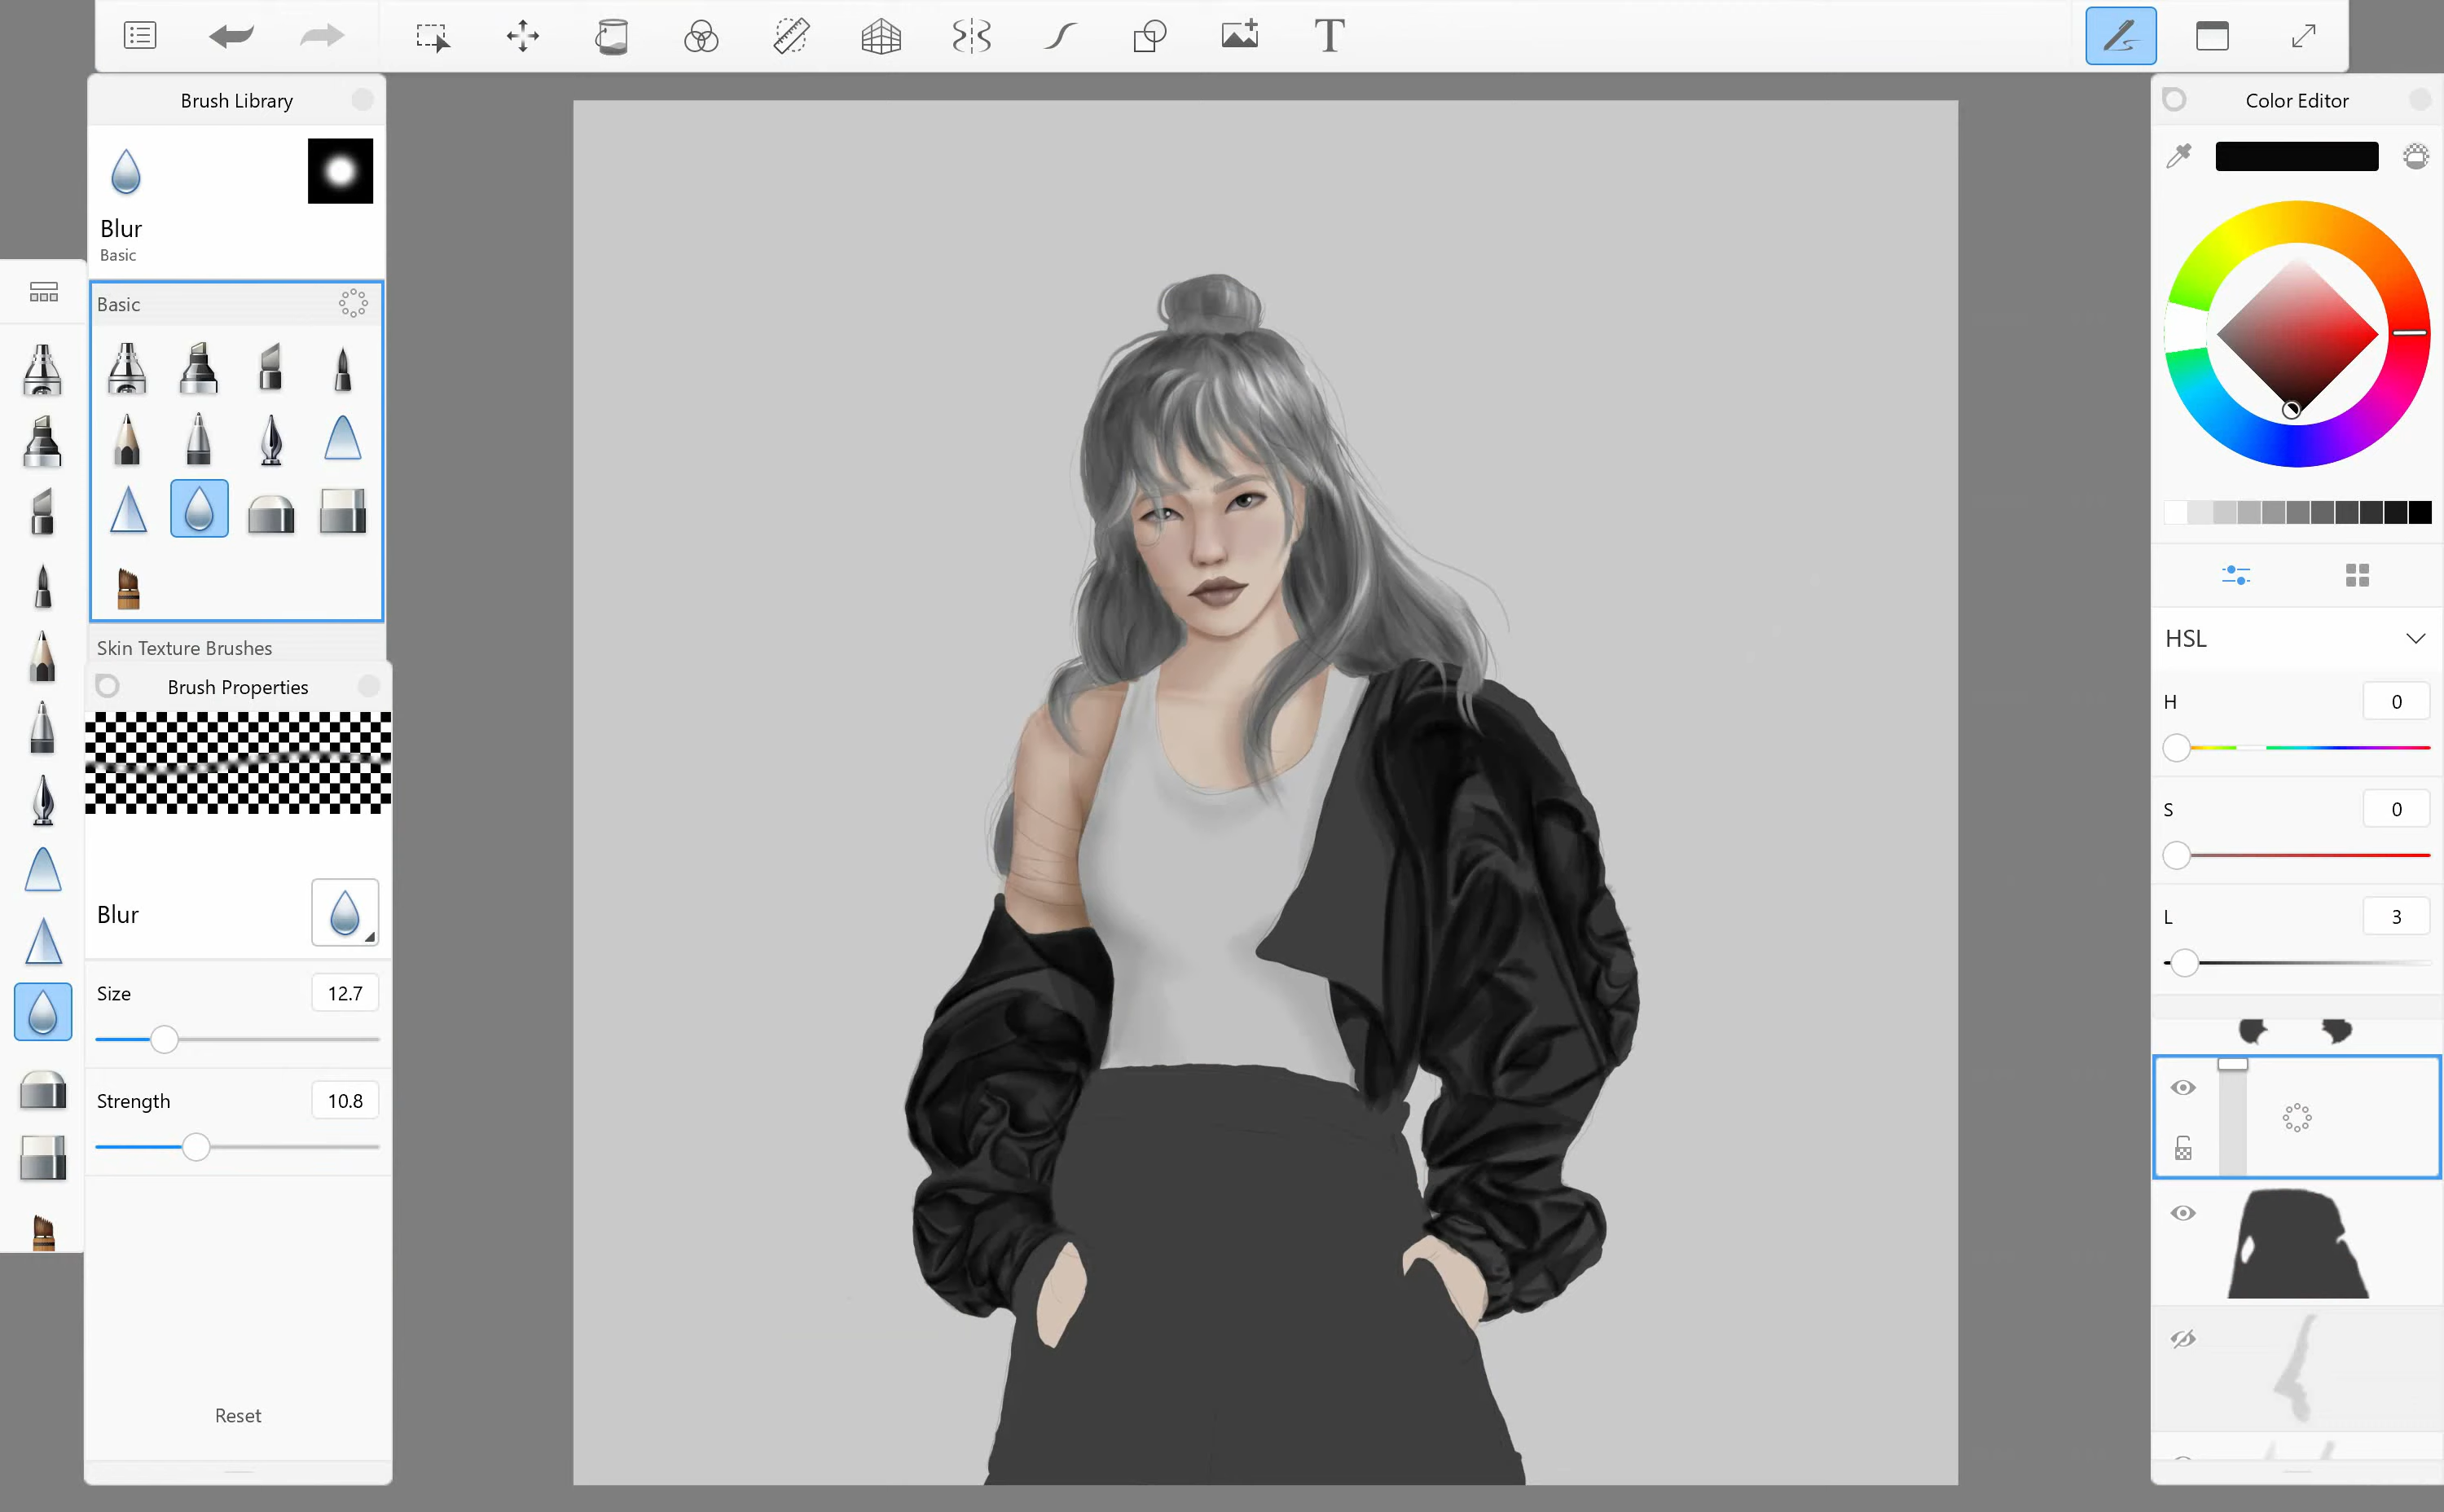 T
Brush Library
Blur
Basic
Basic
Skin Texture Brushes
Brush Properties
Blur
Size 12.7
Strength 10.8
Reset
Color Editor
HSL
H 0
S 0
L 3